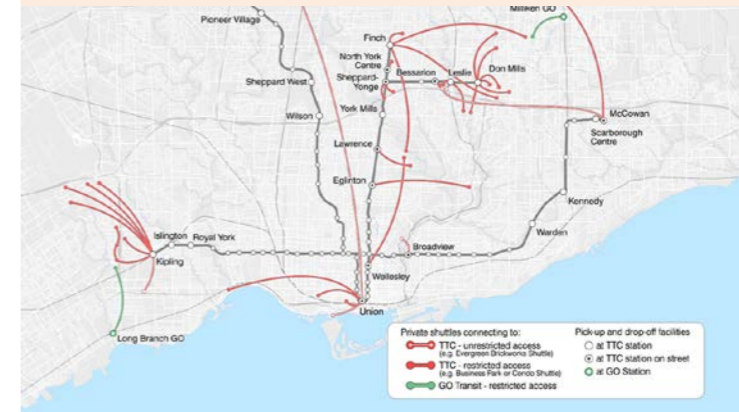 Pioneer Village
Milliken GO
Finch
North York
Centre
Sheppard-
Yonge
Bessarion
Leslie
Don Mills
Sheppard West
York Mills
Wilson
McCowan
Scarborough
Centre
Lawrence
Eglinton
Kennedy
Islington
Royal York
Warden
Broadview
Kipling
Wellesley
Union
Long Branch GO
Private shuttles connecting to:
TTC - unrestricted access
(e.g. Evergreen Brickworks Shuttle)
TTC - restricted access
(e.g. Business Park or Condo Shuttle)
GO Transit - restricted access
Pick-up and drop-off facilities
at TTC station
at TTC station on street
at GO Station